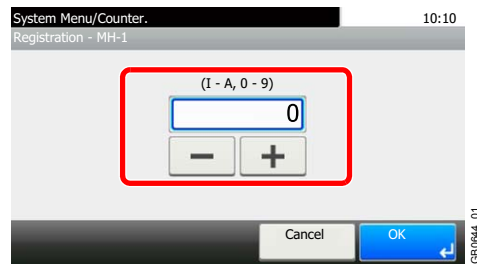 System Menu/Counter. 10:10
Registration - MH-1
(I - A, 0 - 9)
0
Cancel OK
GB0644_01